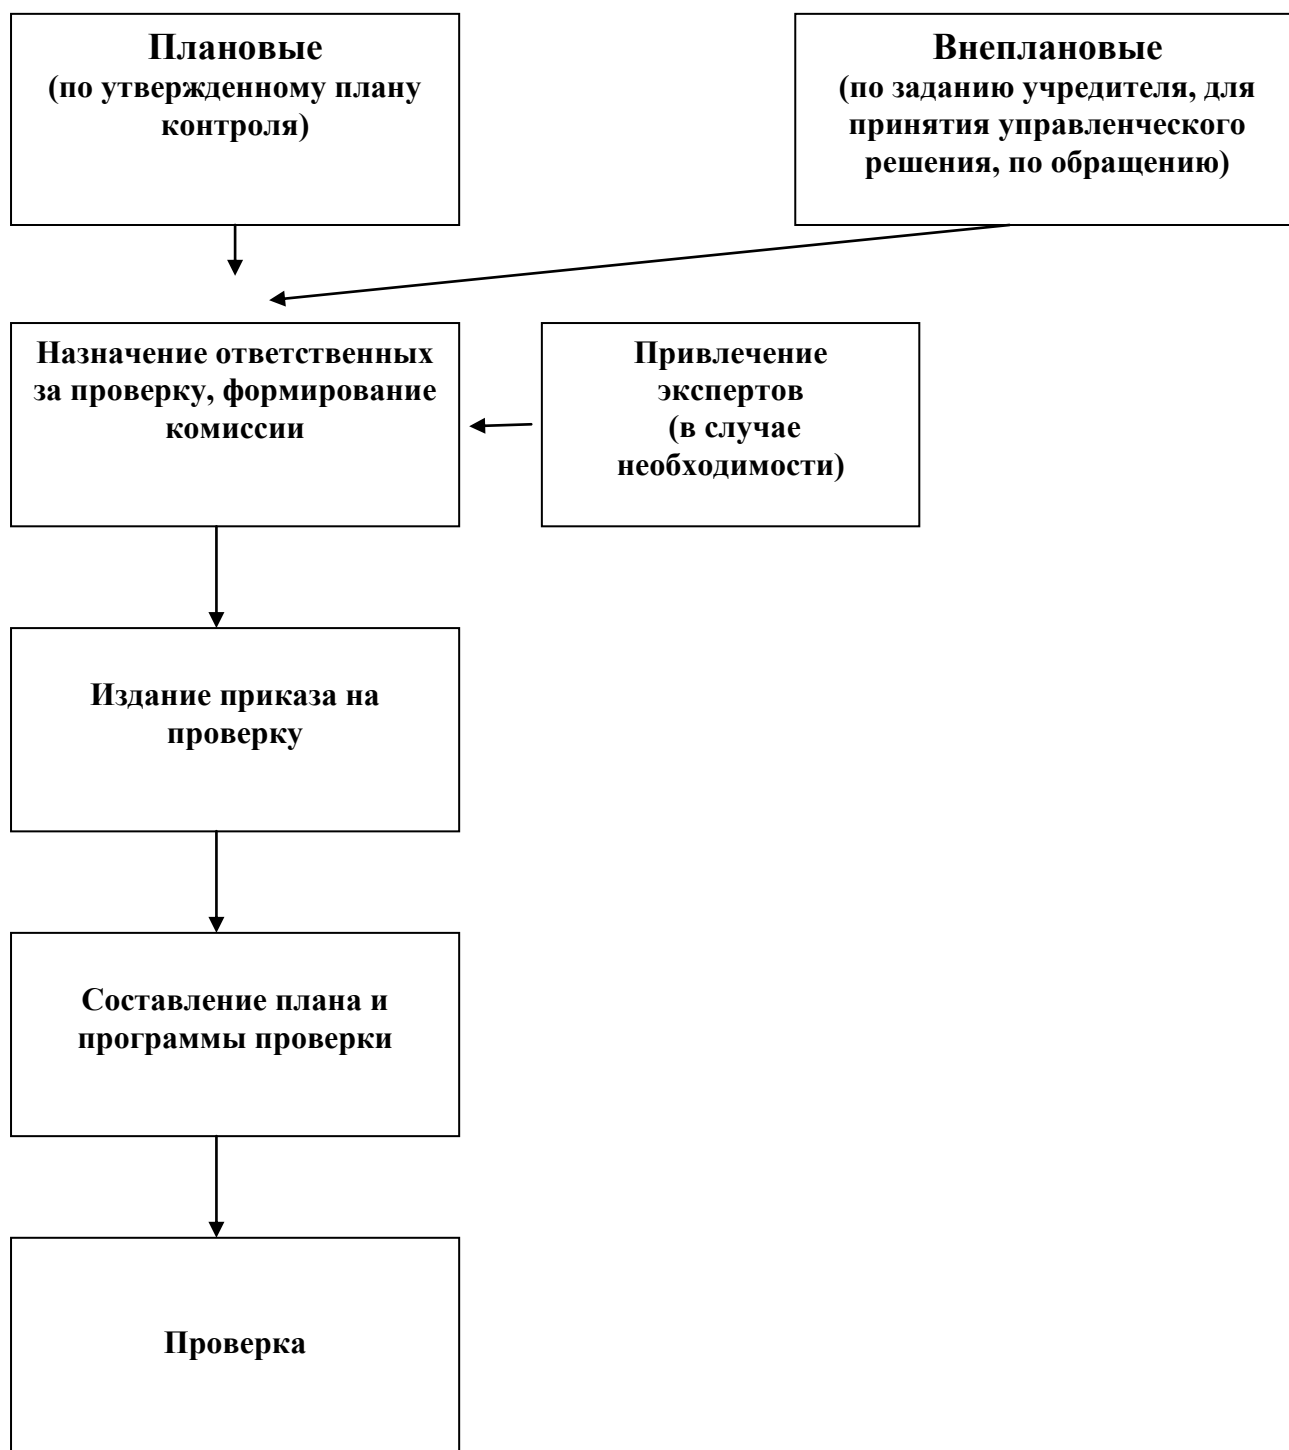 Плановые
(по утвержденному плану
контроля)
Внеплановые
(по заданию учредителя, для
принятия управленческого
решения, по обращению)
Назначение ответственных
за проверку, формирование
комиссии
Привлечение
экспертов
(в случае
необходимости)
Издание приказа на
проверку
Составление плана и
программы проверки
Проверка